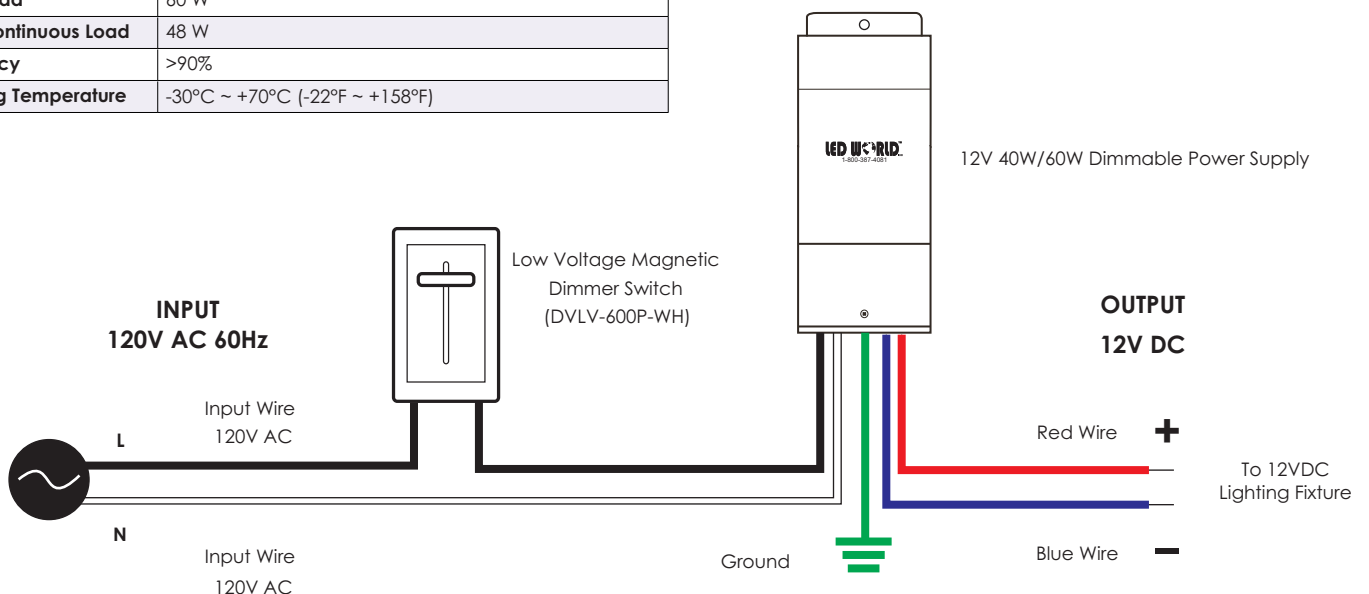 ad 60 W
ontinuous Load 48 W
cy >90%
g Temperature -30°C ~ +70°C (-22°F ~ +158°F)
LED WORLD™
1-800-387-4081
12V 40W/60W Dimmable Power Supply
Low Voltage Magnetic
Dimmer Switch
(DVLV-600P-WH)
INPUT
120V AC 60Hz
OUTPUT
12V DC
Input Wire
120V AC
L
Red Wire +
To 12VDC
Lighting Fixture
N
Input Wire
120V AC
Ground
Blue Wire −